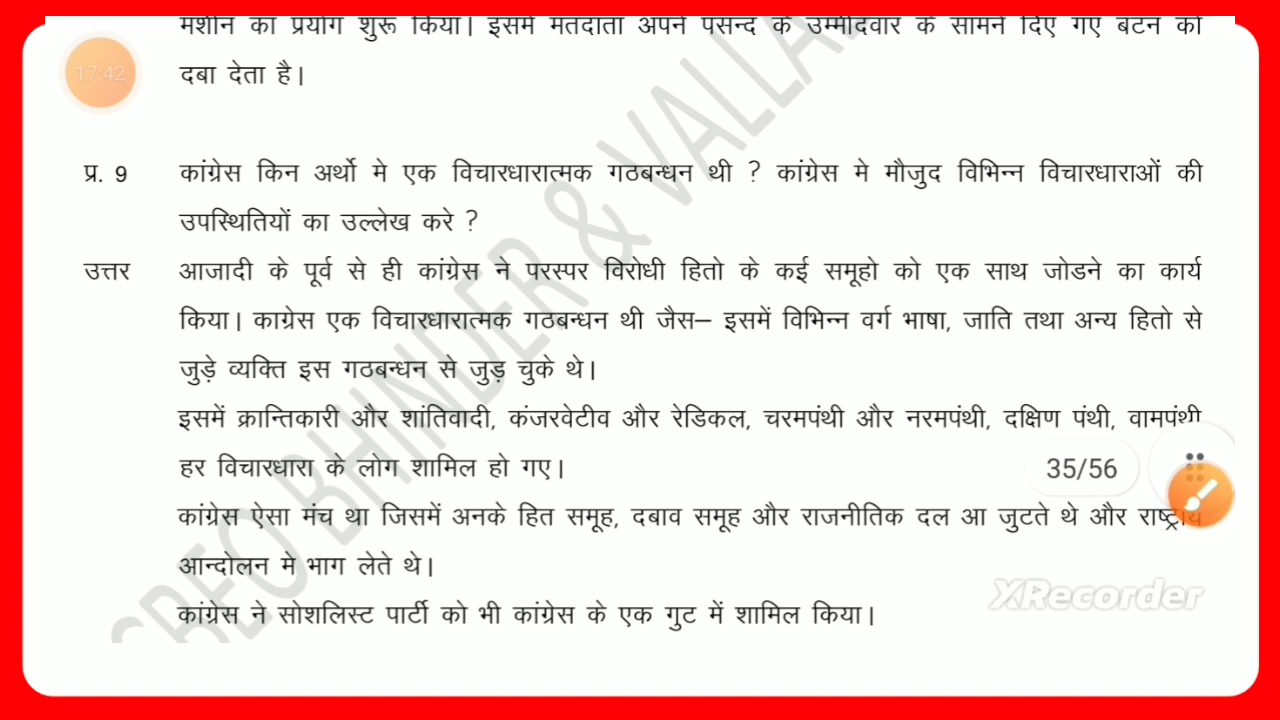 मशीन का प्रयोग शुरू किया। इसमें मतदाता अपने पसन्द के उम्मीदवार के सामने दिए गए बटन को
17:42
दबा देता है।
प्र. 9 कांग्रेस किन अर्थो मे एक विचारधारात्मक गठबन्धन थी ? कांग्रेस मे मौजुद विभिन्न विचारधाराओं की
उपस्थितियों का उल्लेख करे ?
उत्तर आजादी के पूर्व से ही कांग्रेस ने परस्पर विरोधी हितो के कई समूहो को एक साथ जोडने का कार्य
किया। काग्रेस एक विचारधारात्मक गठबन्धन थी जैस– इसमें विभिन्न वर्ग भाषा, जाति तथा अन्य हितो से
जुड़े व्यक्ति इस गठबन्धन से जुड़ चुके थे।
इसमें क्रान्तिकारी और शांतिवादी, कंजरवेटीव और रेडिकल, चरमपंथी और नरमपंथी, दक्षिण पंथी, वामपंथी
हर विचारधारा के लोग शामिल हो गए।
35/56
कांग्रेस ऐसा मंच था जिसमें अनके हित समूह, दबाव समूह और राजनीतिक दल आ जुटते थे और राष्ट्रीय
आन्दोलन मे भाग लेते थे।
XRecorder
कांग्रेस ने सोशलिस्ट पार्टी को भी कांग्रेस के एक गुट में शामिल किया।
BHINDER &